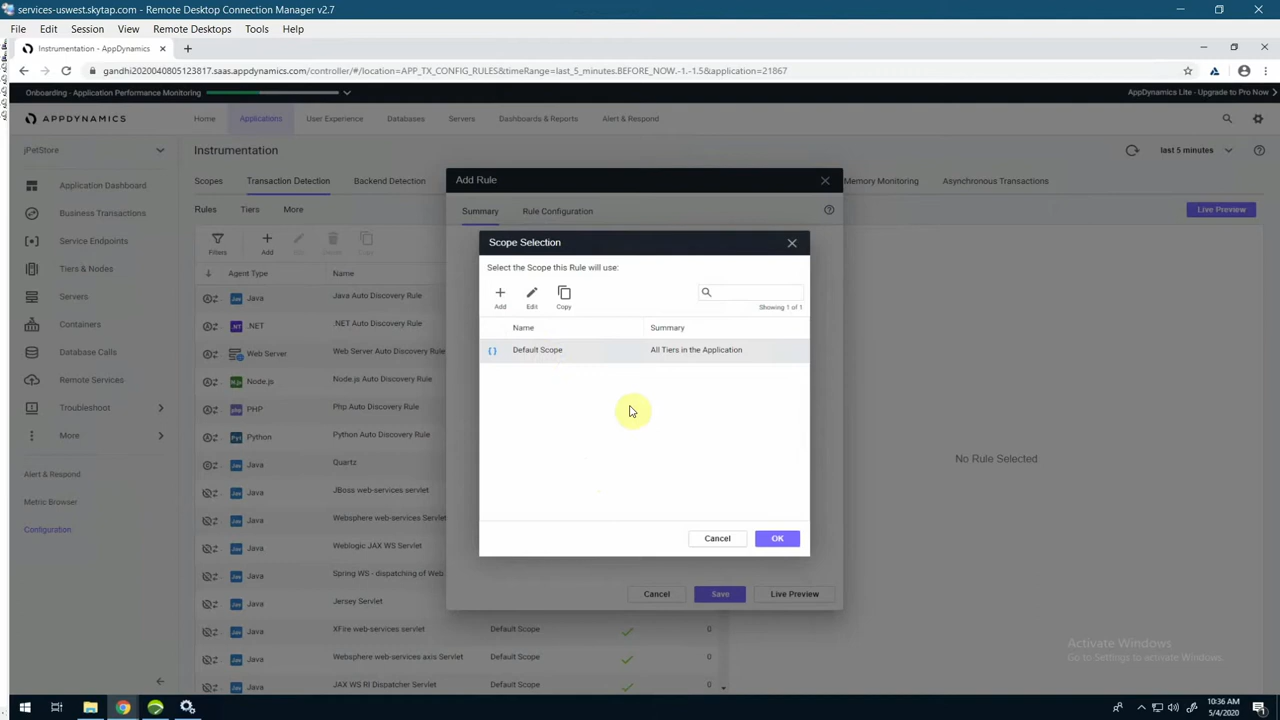 services-uswest.skytap.com - Remote Desktop Connection Manager v2.7
File Edit Session View Remote Desktops Tools Help
Instrumentation - AppDynamics
gandhi2020040805123817.saas.appdynamics.com/controller/#/location=APP_TX_CONFIG_RULES&timeRange=last_5_minutes.BEFORE_NOW.-1.-1.5&application=21867
Onboarding - Application Performance Monitoring AppDynamics Lite - Upgrade to Pro Now
APPDYNAMICS Home Applications User Experience Databases Servers Dashboards & Reports Alert & Respond
jPetStore Instrumentation last 5 minutes
Scopes Transaction Detection Backend Detection Memory Monitoring Asynchronous Transactions
Rules Tiers More Live Preview
Filters Add Copy
Agent Type Name
Java Java Auto Discovery Rule
.NET .NET Auto Discovery Rule
Web Server Web Server Auto Discovery Rule
Node.js Node.js Auto Discovery Rule
PHP Php Auto Discovery Rule
Python Python Auto Discovery Rule
Java Quartz
Java JBoss web-services servlet
Java Websphere web-services Servlet
Java Weblogic JAX WS Servlet
Java Spring WS - dispatching of Web
Java Jersey Servlet
Java XFire web-services servlet Default Scope 0
Java Websphere web-services axis Servlet Default Scope 0
Java JAX WS RI Dispatcher Servlet Default Scope 0
Application Dashboard
Business Transactions
Service Endpoints
Tiers & Nodes
Servers
Containers
Database Calls
Remote Services
Troubleshoot
More
Alert & Respond
Metric Browser
Configuration
Add Rule
Summary Rule Configuration
Scope Selection
Select the Scope this Rule will use:
Add Edit Copy
Showing 1 of 1
Name Summary
{ } Default Scope All Tiers in the Application
Cancel OK
Cancel Save Live Preview
No Rule Selected
Activate Windows
Go to Settings to activate Windows.
10:36 AM
5/4/2020